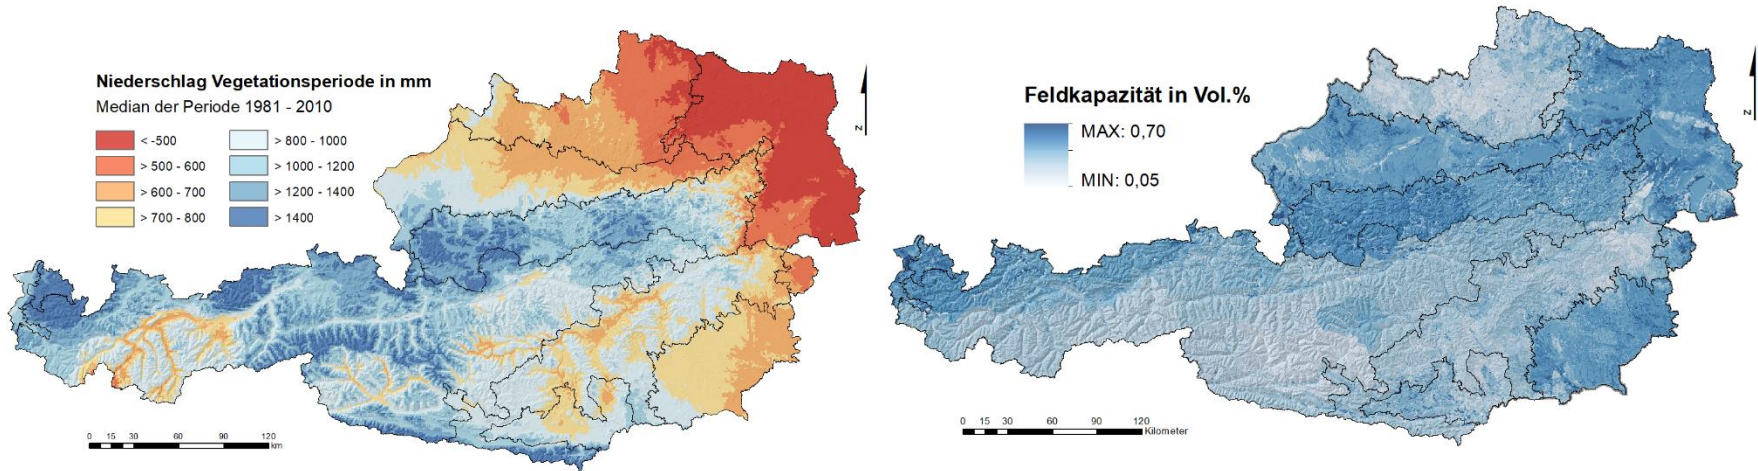 Niederschlag Vegetationsperiode in mm
Median der Periode 1981 - 2010
< -500
> 800 - 1000
> 500 - 600
> 1000 - 1200
> 600 - 700
> 1200 - 1400
> 700 - 800
> 1400
N
0 15 30 60 90 120
km
Feldkapazität in Vol.%
MAX: 0,70
MIN: 0,05
N
0 15 30 60 90 120
Kilometer